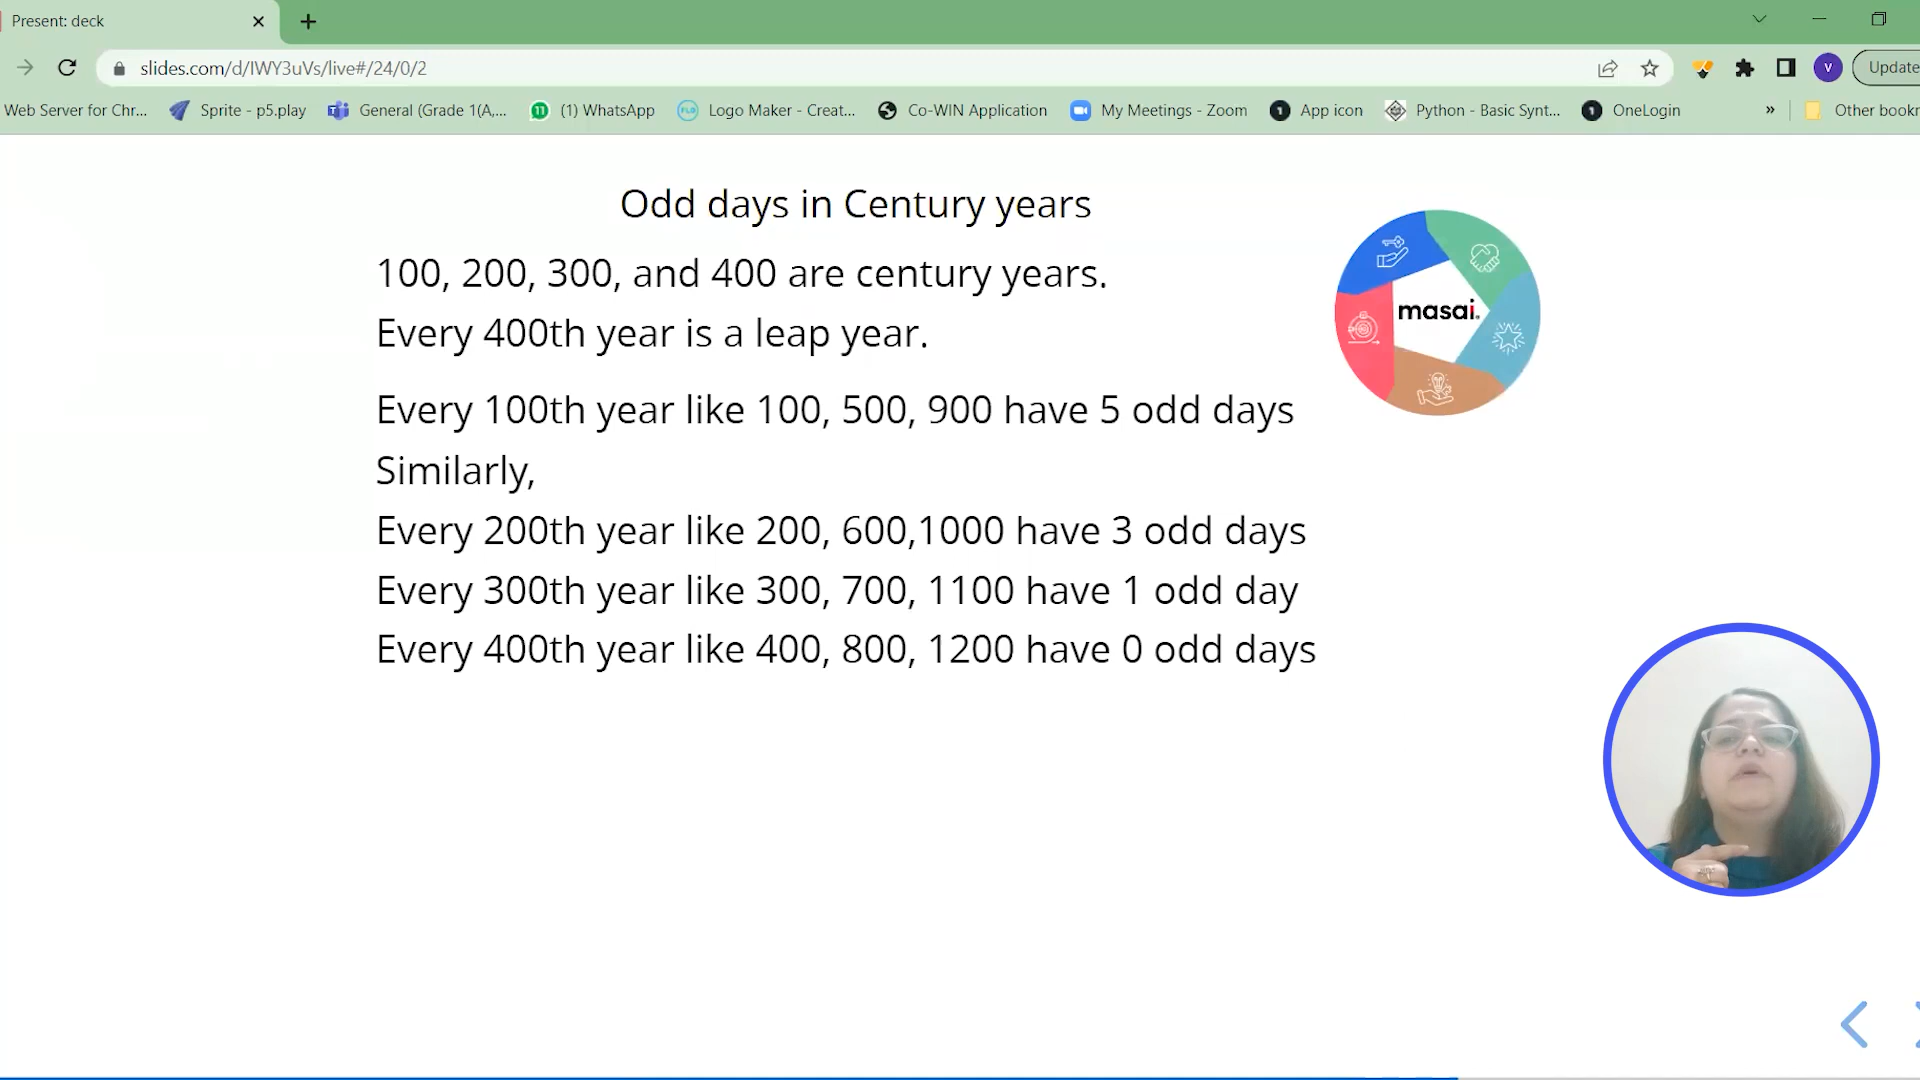 Present: deck
slides.com/d/IWY3uVs/live#/24/0/2
V
Update
Web Server for Chr...
Sprite - p5.play
General (Grade 1(A,...
(1) WhatsApp
Logo Maker - Creat...
Co-WIN Application
My Meetings - Zoom
App icon
Python - Basic Synt...
OneLogin
»
Other bookr
Odd days in Century years
100, 200, 300, and 400 are century years.
Every 400th year is a leap year.
masai.
Every 100th year like 100, 500, 900 have 5 odd days
Similarly,
Every 200th year like 200, 600,1000 have 3 odd days
Every 300th year like 300, 700, 1100 have 1 odd day
Every 400th year like 400, 800, 1200 have 0 odd days